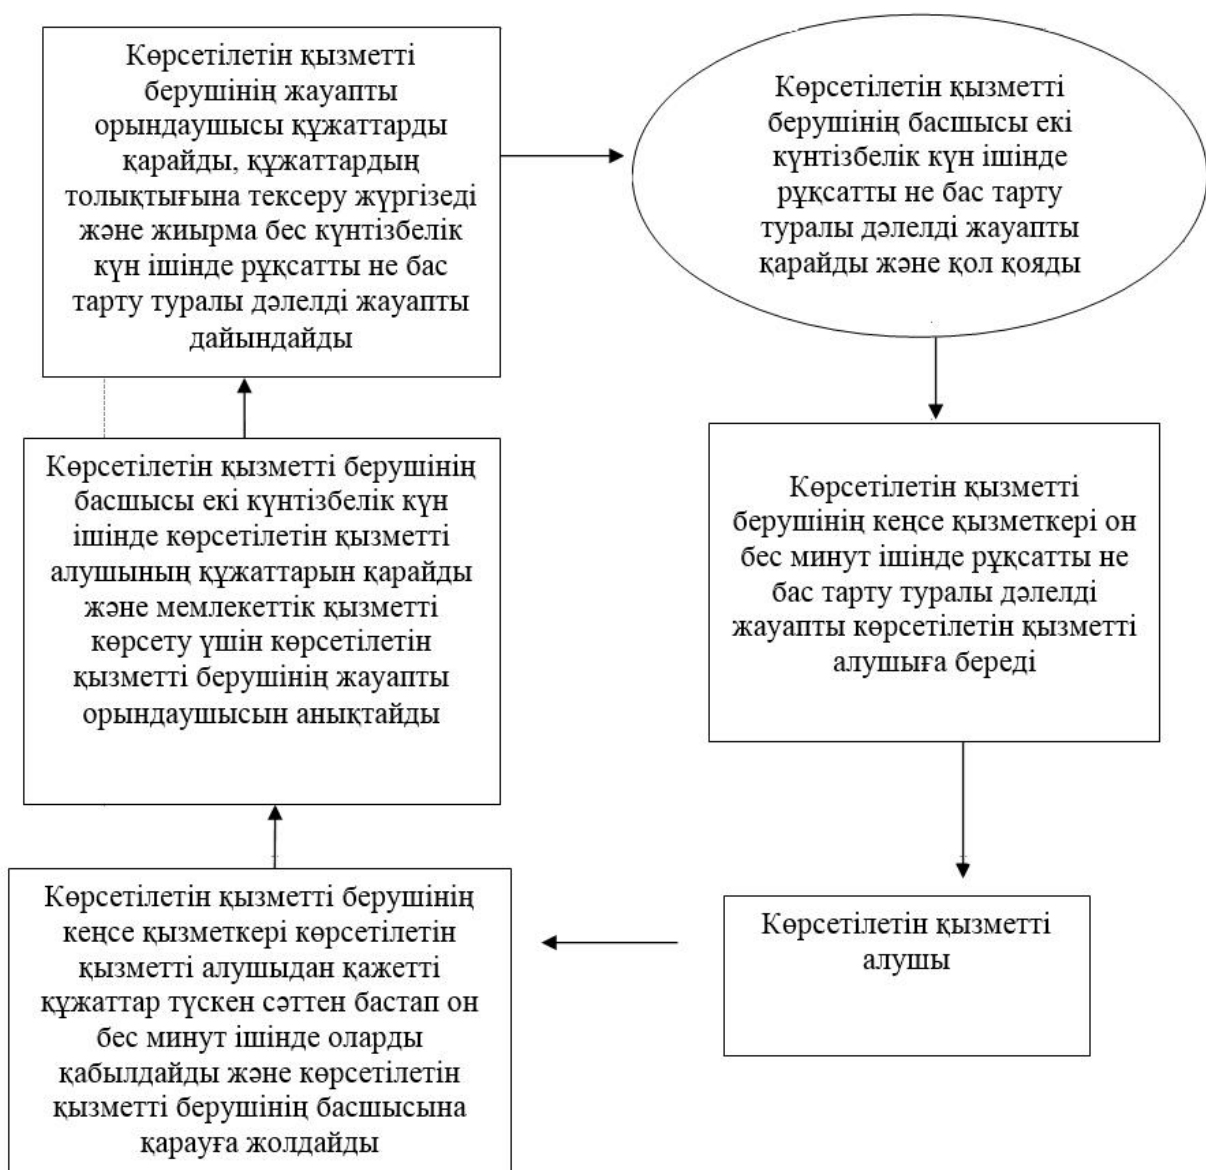 Көрсетілетін қызметті
берушінің жауапты
орындаушысы құжаттарды
қарайды, құжаттардың
толықтығына тексеру жүргізеді
және жиырма бес күнтізбелік
күн ішінде рұқсатты не бас
тарту туралы дәлелді жауапты
дайындайды
Көрсетілетін қызметті
берушінің басшысы екі
күнтізбелік күн ішінде
рұқсатты не бас тарту
туралы дәлелді жауапты
қарайды және қол қояды
Көрсетілетін қызметті берушінің
басшысы екі күнтізбелік күн
ішінде көрсетілетін қызметті
алушының құжаттарын қарайды
және мемлекеттік қызметті
көрсету үшін көрсетілетін
қызметті берушінің жауапты
орындаушысын анықтайды
Көрсетілетін қызметті
берушінің кеңсе қызметкері он
бес минут ішінде рұқсатты не
бас тарту туралы дәлелді
жауапты көрсетілетін қызметті
алушыға береді
Көрсетілетін қызметті берушінің
кеңсе қызметкері көрсетілетін
қызметті алушыдан қажетті
құжаттар түскен сәттен бастап он
бес минут ішінде оларды
қабылдайды және көрсетілетін
қызметті берушінің басшысына
қарауға жолдайды
Көрсетілетін қызметті
алушы